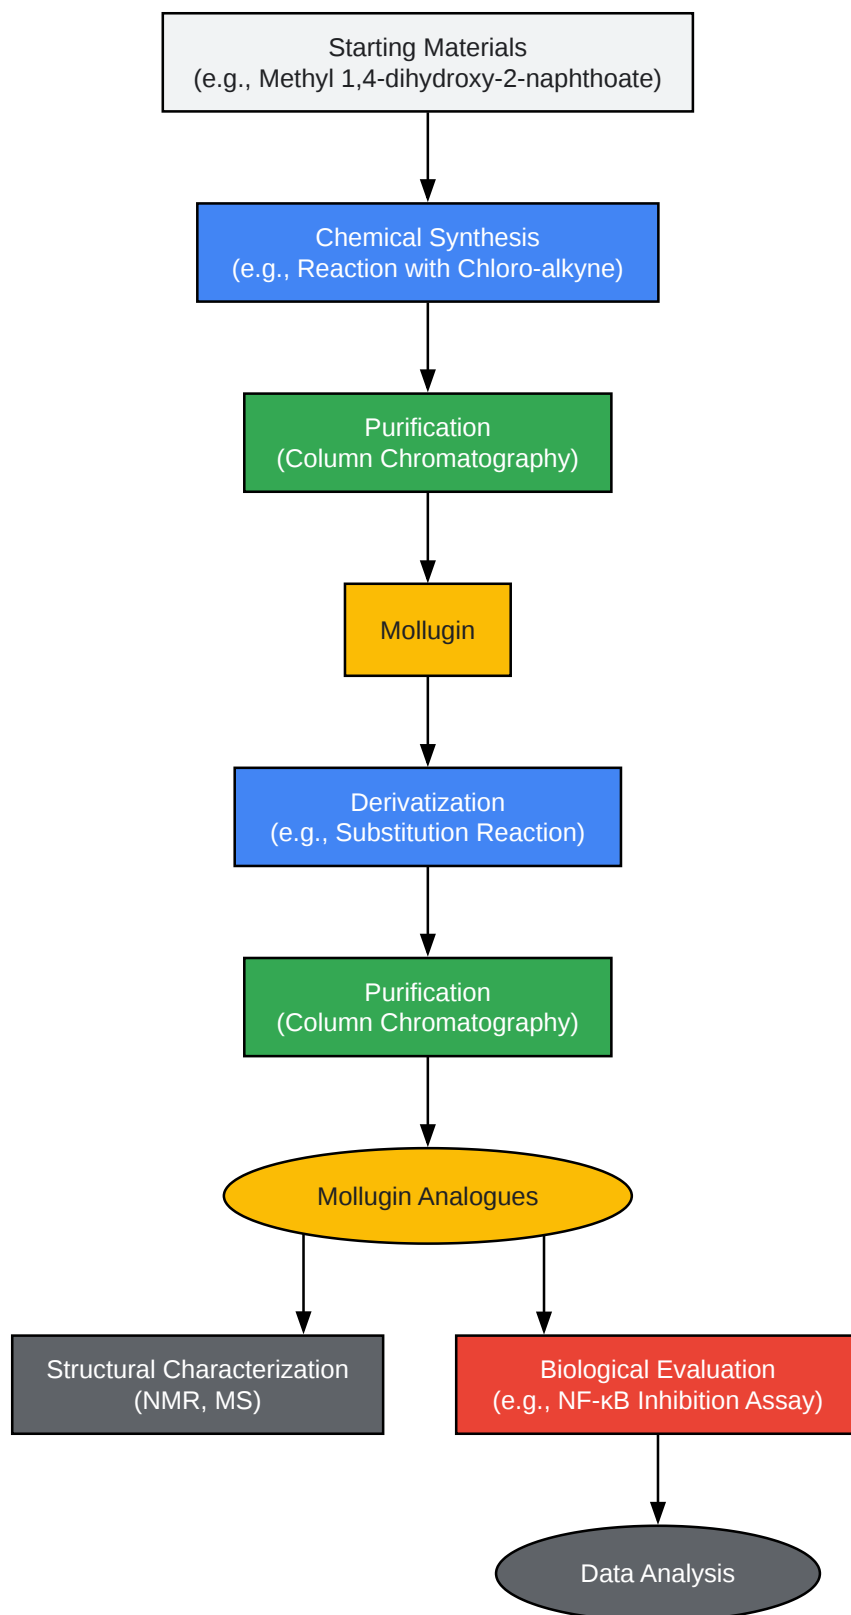 Starting Materials
(e.g., Methyl 1,4-dihydroxy-2-naphthoate)
Chemical Synthesis
(e.g., Reaction with Chloro-alkyne)
Purification
(Column Chromatography)
Mollugin
Derivatization
(e.g., Substitution Reaction)
Purification
(Column Chromatography)
Mollugin Analogues
Structural Characterization
(NMR, MS)
Biological Evaluation
(e.g., NF-κB Inhibition Assay)
Data Analysis